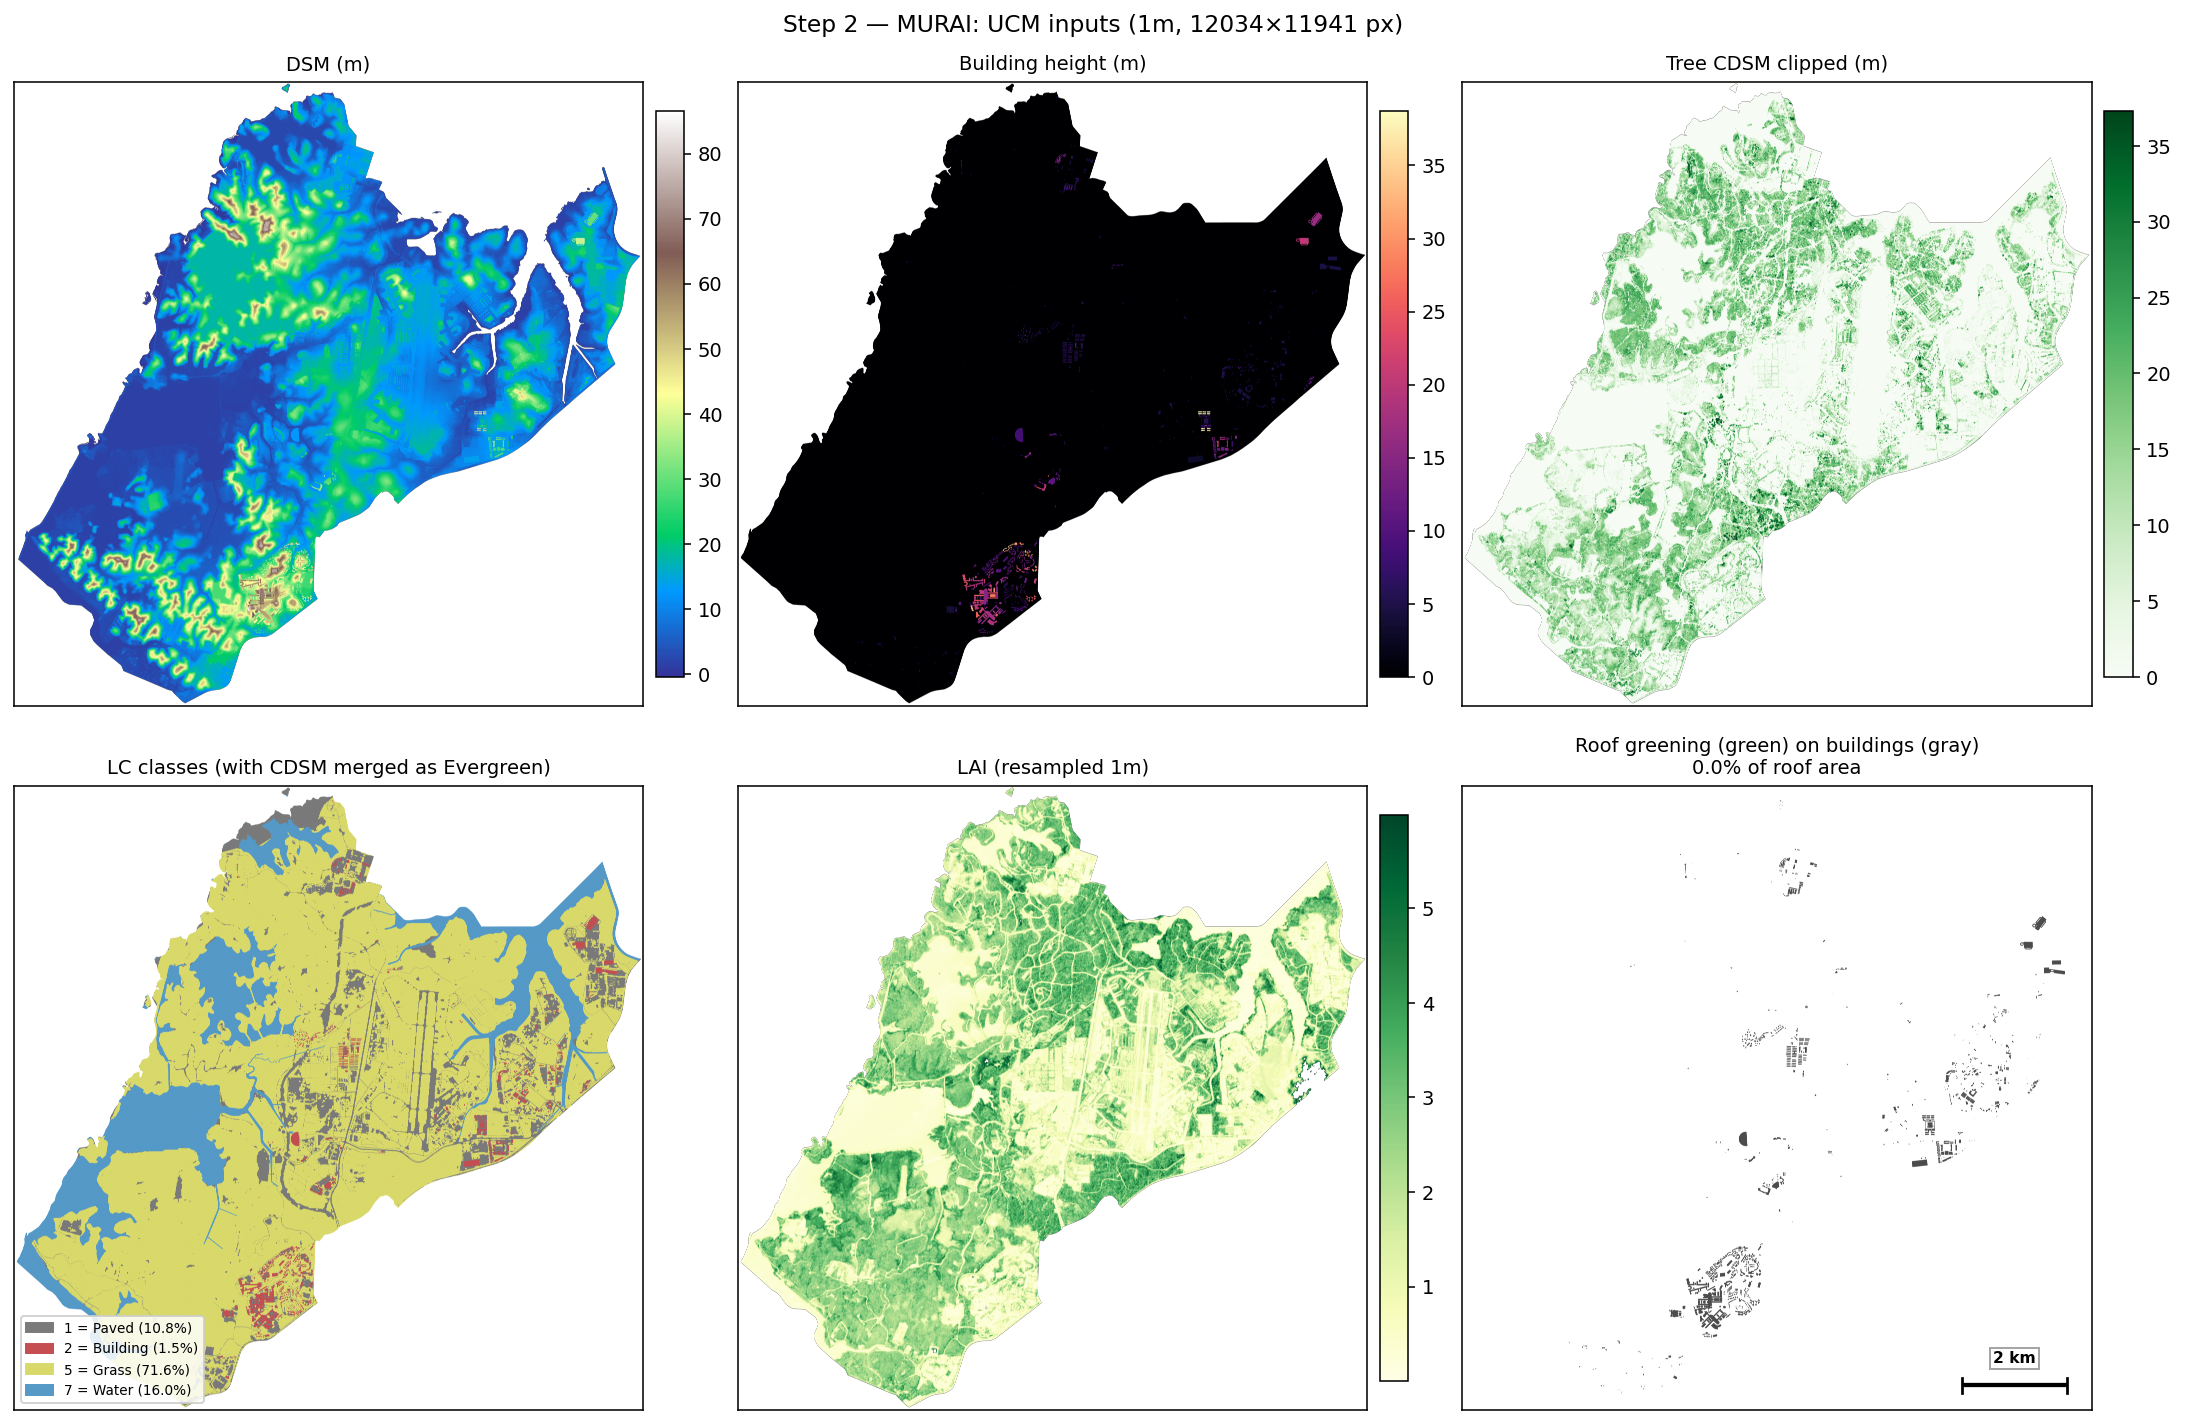 Step 2 — MURAI: UCM inputs (1m, 12034×11941 px)
DSM (m)
80
70
60
50
40
30
20
10
0
Building height (m)
35
30
25
20
15
10
5
0
Tree CDSM clipped (m)
35
30
25
20
15
10
5
0
LC classes (with CDSM merged as Evergreen)
1 = Paved (10.8%)
2 = Building (1.5%)
5 = Grass (71.6%)
7 = Water (16.0%)
LAI (resampled 1m)
5
4
3
2
1
Roof greening (green) on buildings (gray)
0.0% of roof area
2 km